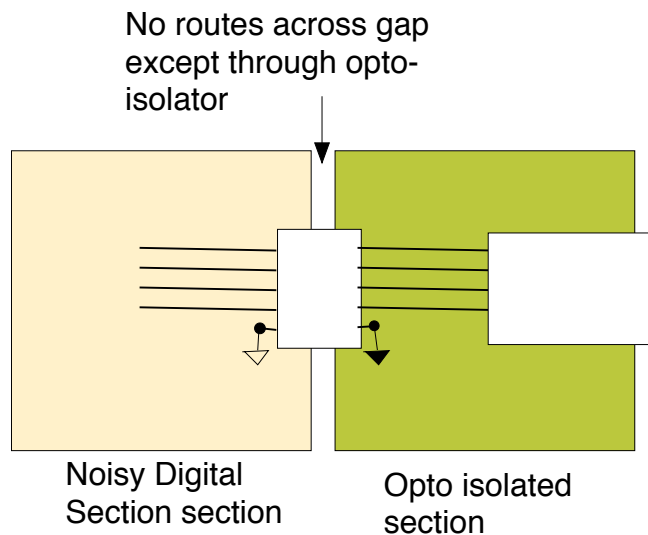 No routes across gap
except through opto-
isolator
Noisy Digital
Section section
Opto isolated
section